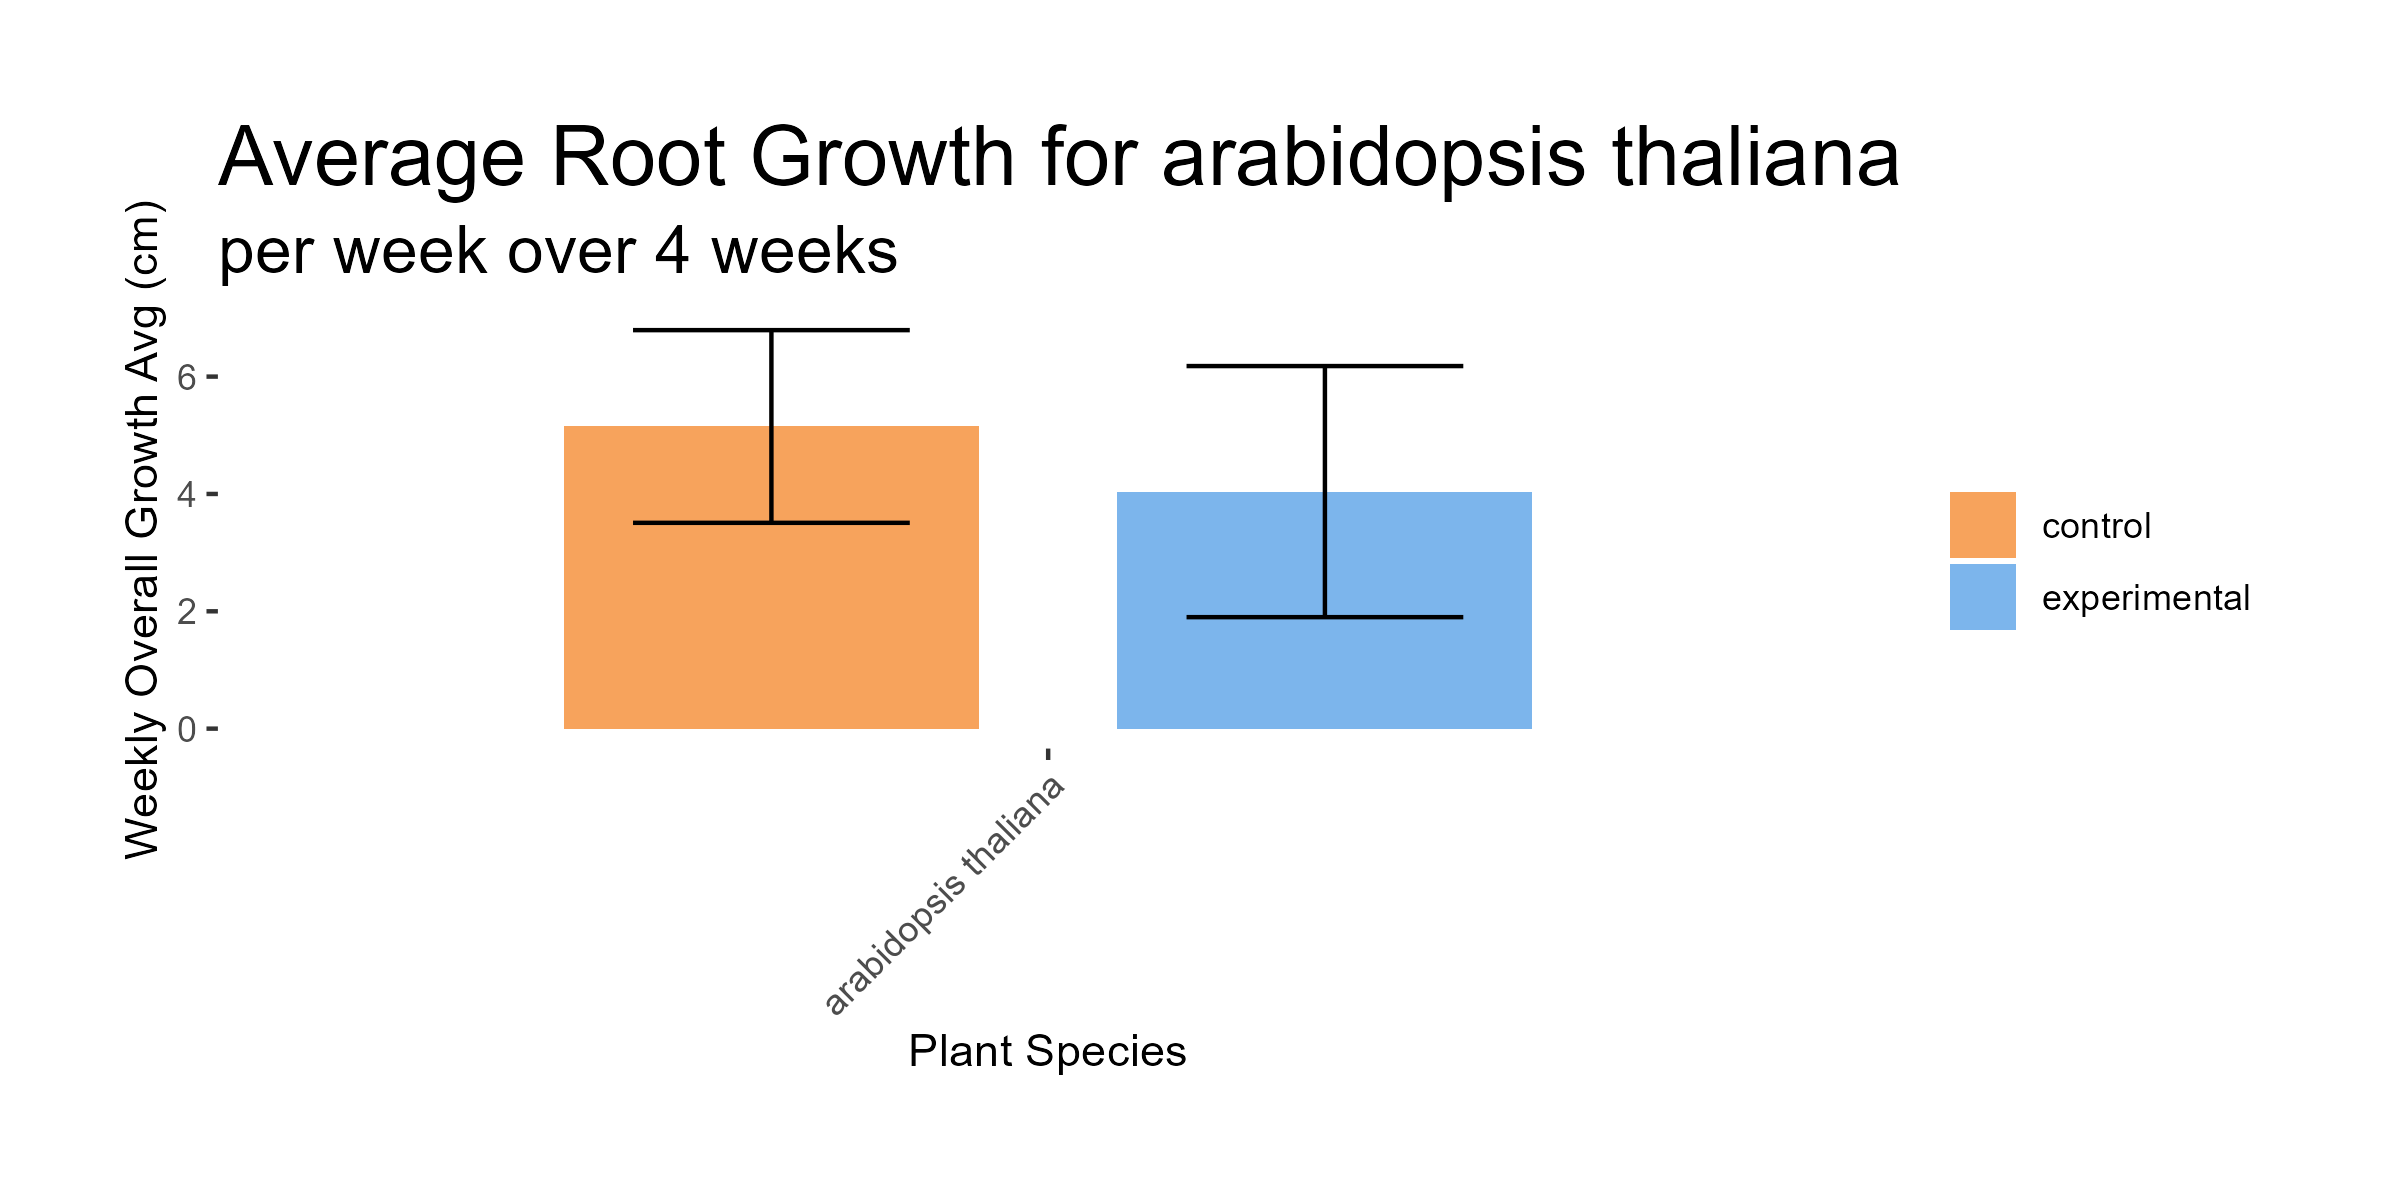 Average Root Growth for arabidopsis thaliana
per week over 4 weeks
Weekly Overall Growth Avg (cm)
6
4
2
0
control
experimental
arabidopsis thaliana
Plant Species